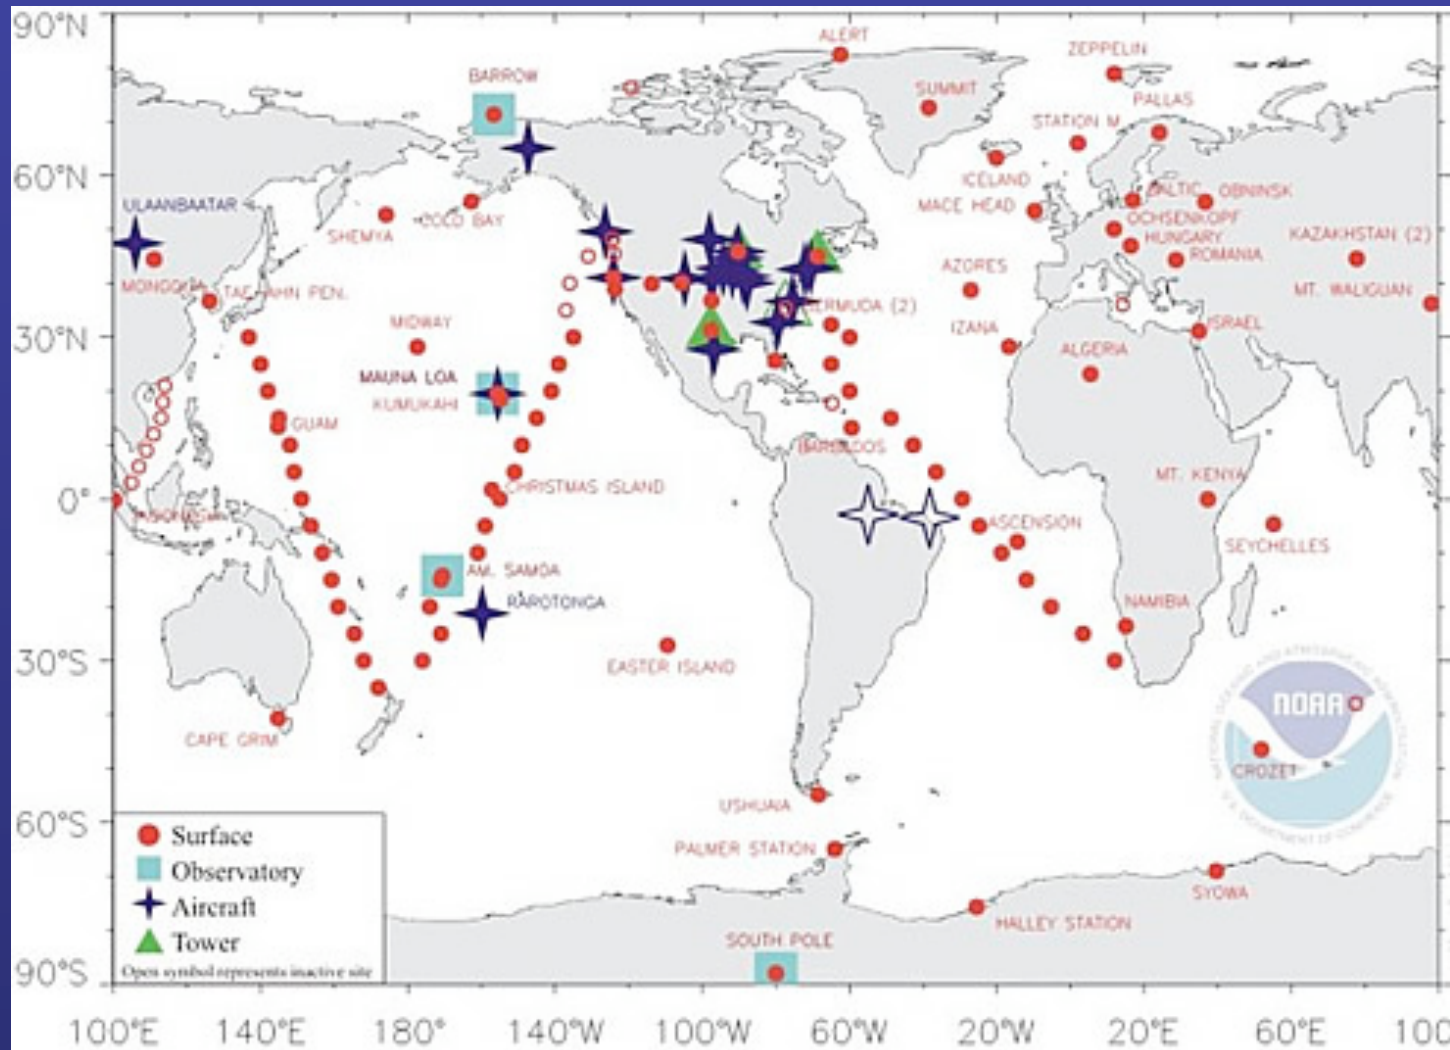 90°N
ALERT
ZEPPELIN
BARROW
SUMMIT
PALLAS
STATION M
60°N
ICELAND
ULAANBAATAR
MACE HEAD
BALTIC
OBNINSK
COLD BAY
SHEMYA
OCHSENKOPF
HUNGARY
KAZAKHSTAN (2)
ROMANIA
AZORES
MONGOLIA
TAE-AHN PEN.
MT. WALIGUAN
BERMUDA (2)
MIDWAY
IZANA
ISRAEL
30°N
ALGERIA
MAUNA LOA
KUMUKAHI
GUAM
BARBADOS
MT. KENYA
CHRISTMAS ISLAND
0°
INDONESIA
ASCENSION
SEYCHELLES
AM. SAMOA
RAROTONGA
NAMIBIA
30°S
EASTER ISLAND
NOAA
CAPE GRIM
CROZET
USHUAIA
60°S
Surface
PALMER STATION
Observatory
SYOWA
Aircraft
HALLEY STATION
Tower
SOUTH POLE
Open symbol represents inactive site
90°S
100°E 140°E 180° 140°W 100°W 60°W 20°W 20°E 60°E 100